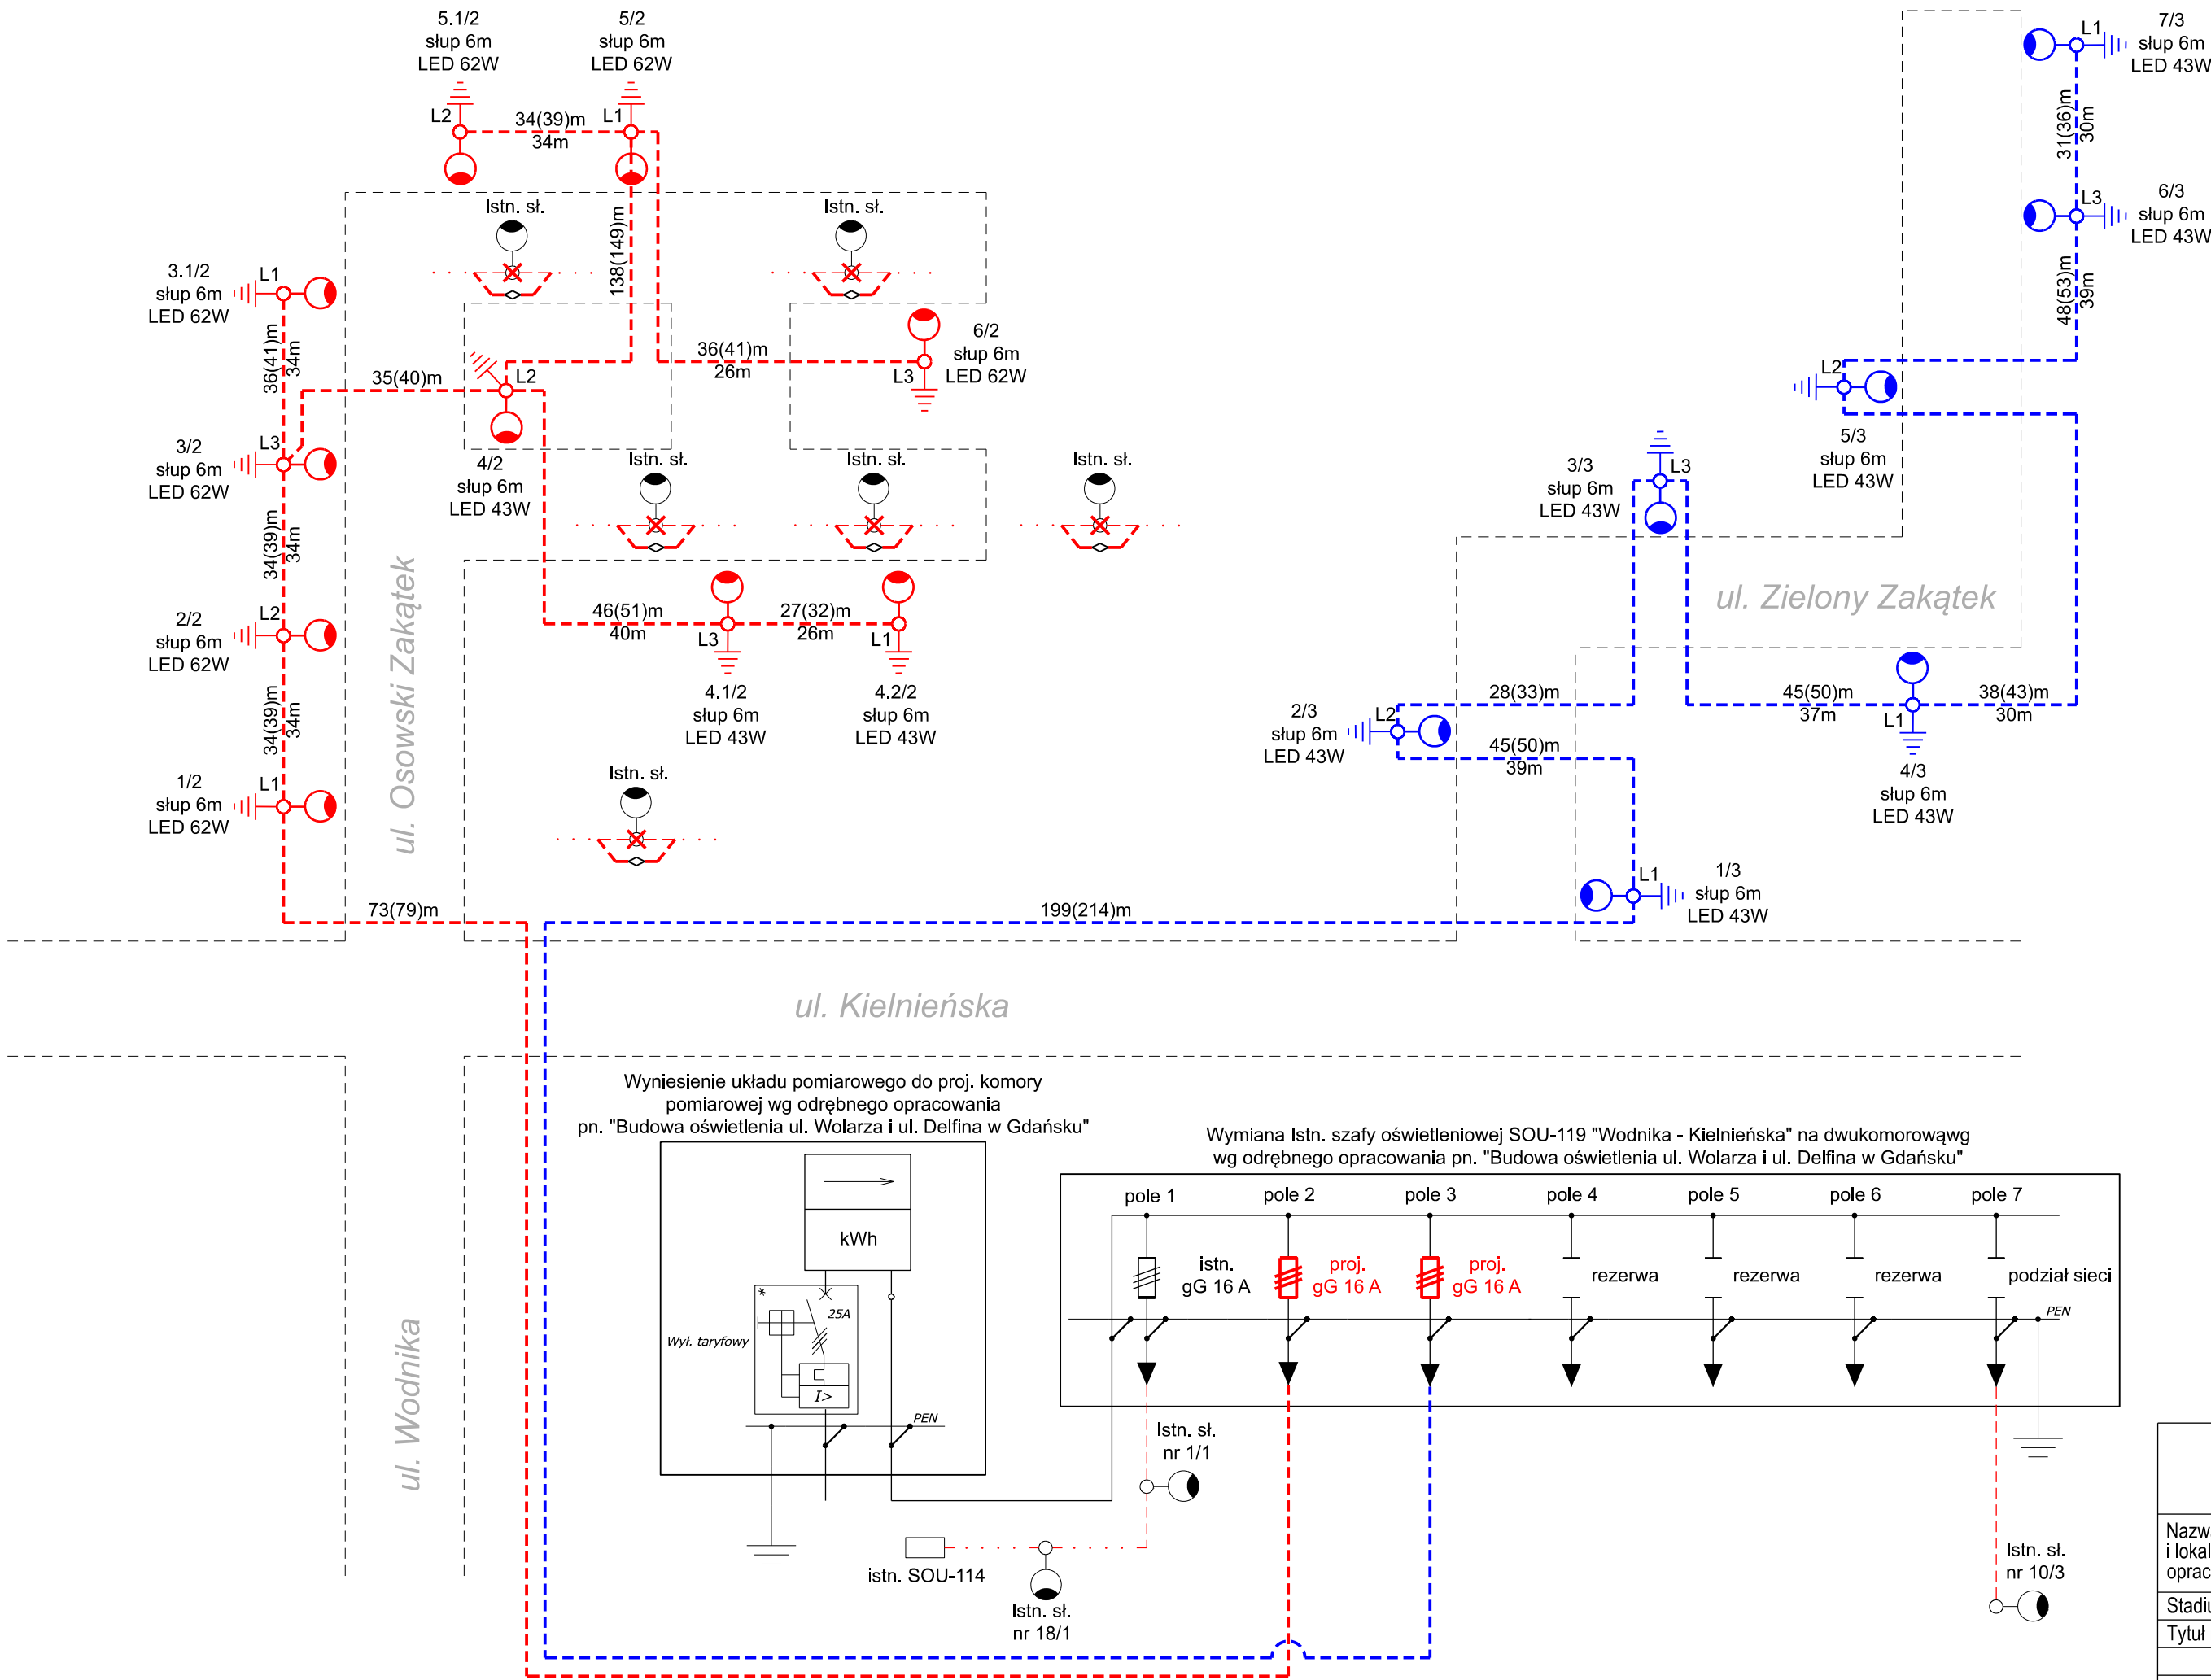 5.1/2
słup 6m
LED 62W
L2
34(39)m
34m
5/2
słup 6m
LED 62W
L1
7/3
słup 6m
LED 43W
L1
31(36)m
30m
6/3
słup 6m
LED 43W
L3
48(53)m
39m
Istn. sł.
Istn. sł.
138(149)m
3.1/2
słup 6m
LED 62W
L1
36(41)m
34m
35(40)m
L2
36(41)m
26m
6/2
słup 6m
LED 62W
L3
L2
5/3
słup 6m
LED 43W
3/2
słup 6m
LED 62W
L3
34(39)m
34m
4/2
słup 6m
LED 43W
Istn. sł.
Istn. sł.
Istn. sł.
3/3
słup 6m
LED 43W
L3
ul. Osowski Zakątek
ul. Zielony Zakątek
2/2
słup 6m
LED 62W
L2
34(39)m
34m
46(51)m
40m
L3
27(32)m
26m
L1
4.1/2
słup 6m
LED 43W
4.2/2
słup 6m
LED 43W
2/3
słup 6m
LED 43W
L2
28(33)m
45(50)m
39m
45(50)m
37m
L1
38(43)m
30m
4/3
słup 6m
LED 43W
1/2
słup 6m
LED 62W
L1
Istn. sł.
L1
1/3
słup 6m
LED 43W
73(79)m
199(214)m
ul. Kielnieńska
ul. Wodnika
Wyniesienie układu pomiarowego do proj. komory
pomiarowej wg odrębnego opracowania
pn. "Budowa oświetlenia ul. Wolarza i ul. Delfina w Gdańsku"
kWh
*
25A
Wył. taryfowy
I>
PEN
Wymiana Istn. szafy oświetleniowej SOU-119 "Wodnika - Kielnieńska" na dwukomorowąwg
wg odrębnego opracowania pn. "Budowa oświetlenia ul. Wolarza i ul. Delfina w Gdańsku"
pole 1
pole 2
pole 3
pole 4
pole 5
pole 6
pole 7
istn.
gG 16 A
proj.
gG 16 A
proj.
gG 16 A
rezerwa
rezerwa
rezerwa
podział sieci
PEN
Istn. sł.
nr 1/1
istn. SOU-114
Istn. sł.
nr 18/1
Istn. sł.
nr 10/3
Nazw
i lokal
oprac
Stadiu
Tytuł